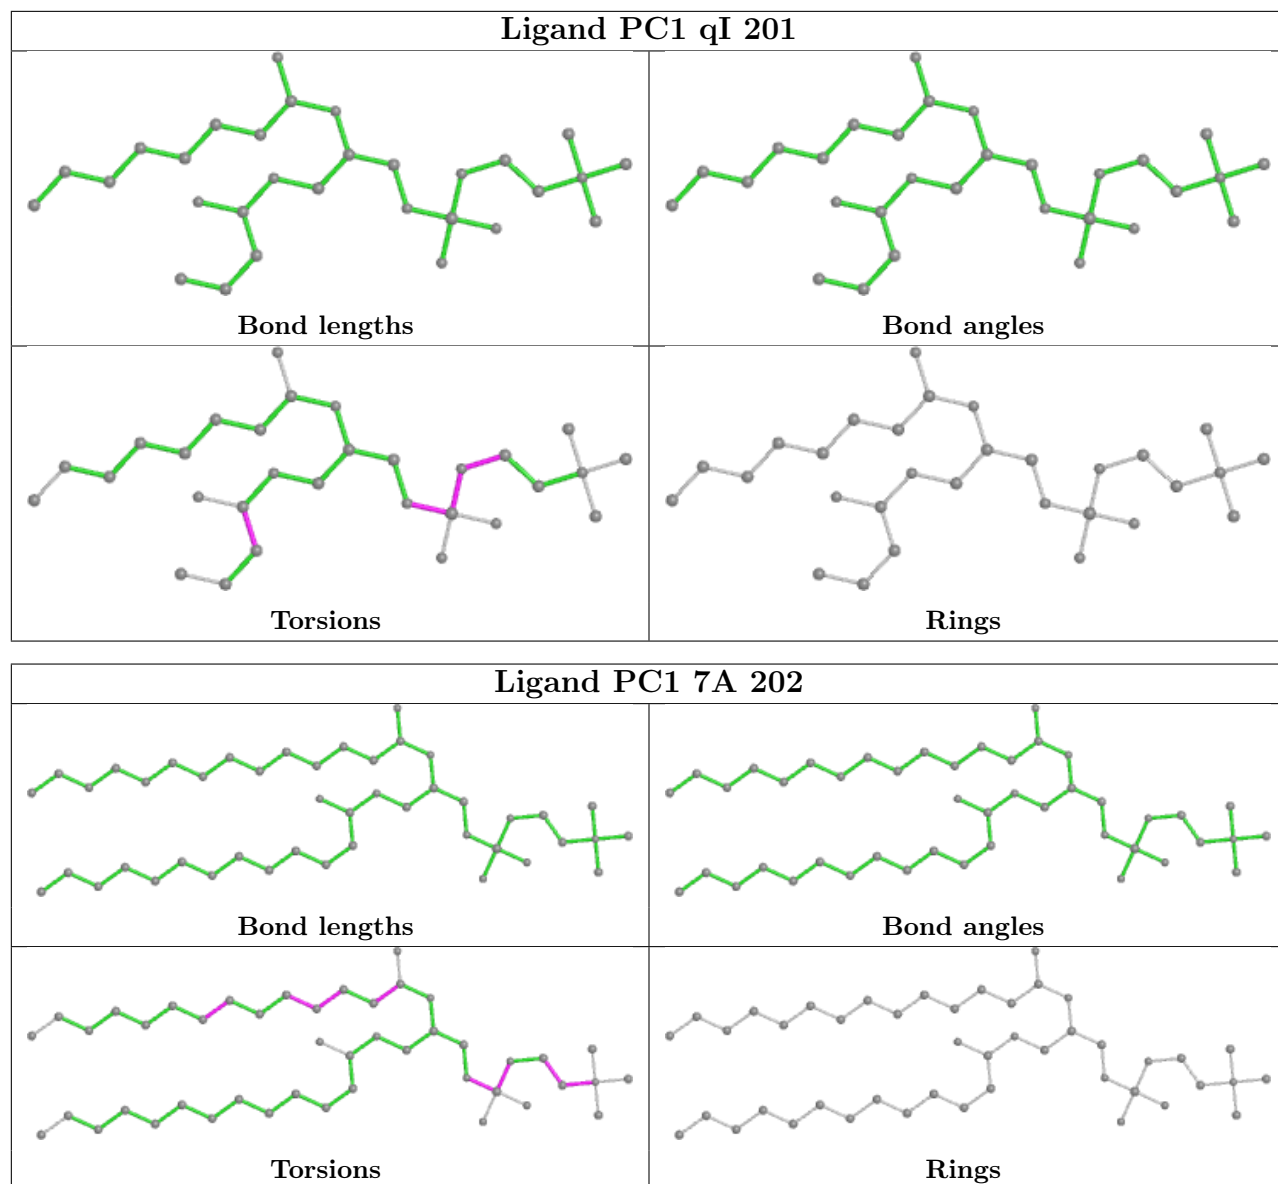 Ligand PC1 qI 201
Bond lengths
Bond angles
Torsions
Rings
Ligand PC1 7A 202
Bond lengths
Bond angles
Torsions
Rings